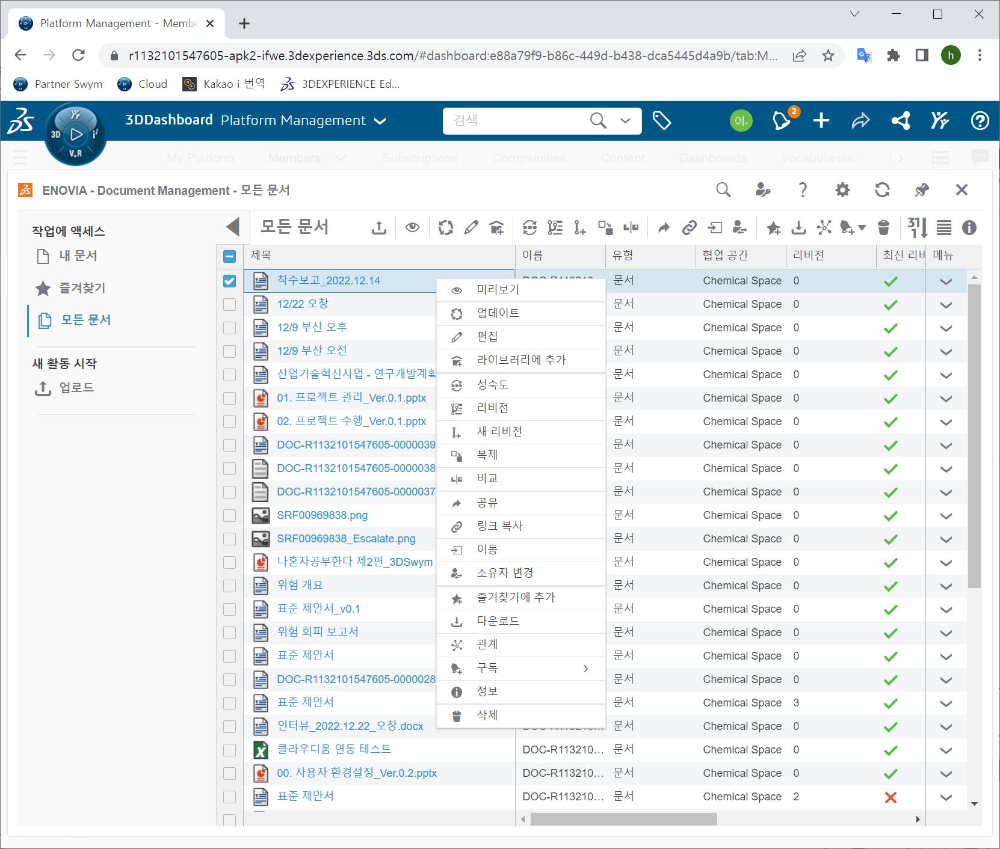 Platform Management - Membe
r1132101547605-apk2-ifwe.3dexperience.3ds.com/#dashboard:e88a79f9-b86c-449d-b438-dca5445d4a9b/tab:M...
h
Partner Swym
Cloud
Kakao i 번역
3DEXPERIENCE Ed...
3D
V.R
3DDashboard Platform Management
검색
이.
2
My Platform
Members
Subscriptions
Communities
Content
Dashboards
Vocabularies
ENOVIA - Document Management - 모든 문서
작업에 액세스
내 문서
즐겨찾기
모든 문서
새 활동 시작
업로드
모든 문서
제목 이름 유형 협업 공간 리비전 최신 리비 메뉴
착수보고_2022.12.14 문서 Chemical Space 0
12/22 오창 문서 Chemical Space 0
12/9 부산 오후 문서 Chemical Space 0
12/9 부산 오전 문서 Chemical Space 0
산업기술혁신사업 - 연구개발계획 문서 Chemical Space 0
01. 프로젝트 관리_Ver.0.1.pptx 문서 Chemical Space 0
02. 프로젝트 수행_Ver.0.1.pptx 문서 Chemical Space 0
DOC-R1132101547605-0000039 문서 Chemical Space 0
DOC-R1132101547605-0000038 문서 Chemical Space 0
DOC-R1132101547605-0000037 문서 Chemical Space 0
SRF00969838.png 문서 Chemical Space 0
SRF00969838_Escalate.png 문서 Chemical Space 0
나혼자공부한다 제2편_3DSwym 문서 Chemical Space 0
위험 개요 문서 Chemical Space 0
표준 제안서_v0.1 문서 Chemical Space 0
위험 회피 보고서 문서 Chemical Space 0
표준 제안서 문서 Chemical Space 0
DOC-R1132101547605-0000028 문서 Chemical Space 0
표준 제안서 문서 Chemical Space 3
인터뷰_2022.12.22_오창.docx 문서 Chemical Space 0
클라우디움 연동 테스트 DOC-R113210... 문서 Chemical Space 0
00. 사용자 환경설정_Ver.0.2.pptx DOC-R113210... 문서 Chemical Space 0
표준 제안서 DOC-R113210... 문서 Chemical Space 2
미리보기
업데이트
편집
라이브러리에 추가
성숙도
리비전
새 리비전
복제
비교
공유
링크 복사
이동
소유자 변경
즐겨찾기에 추가
다운로드
관계
구독
정보
삭제